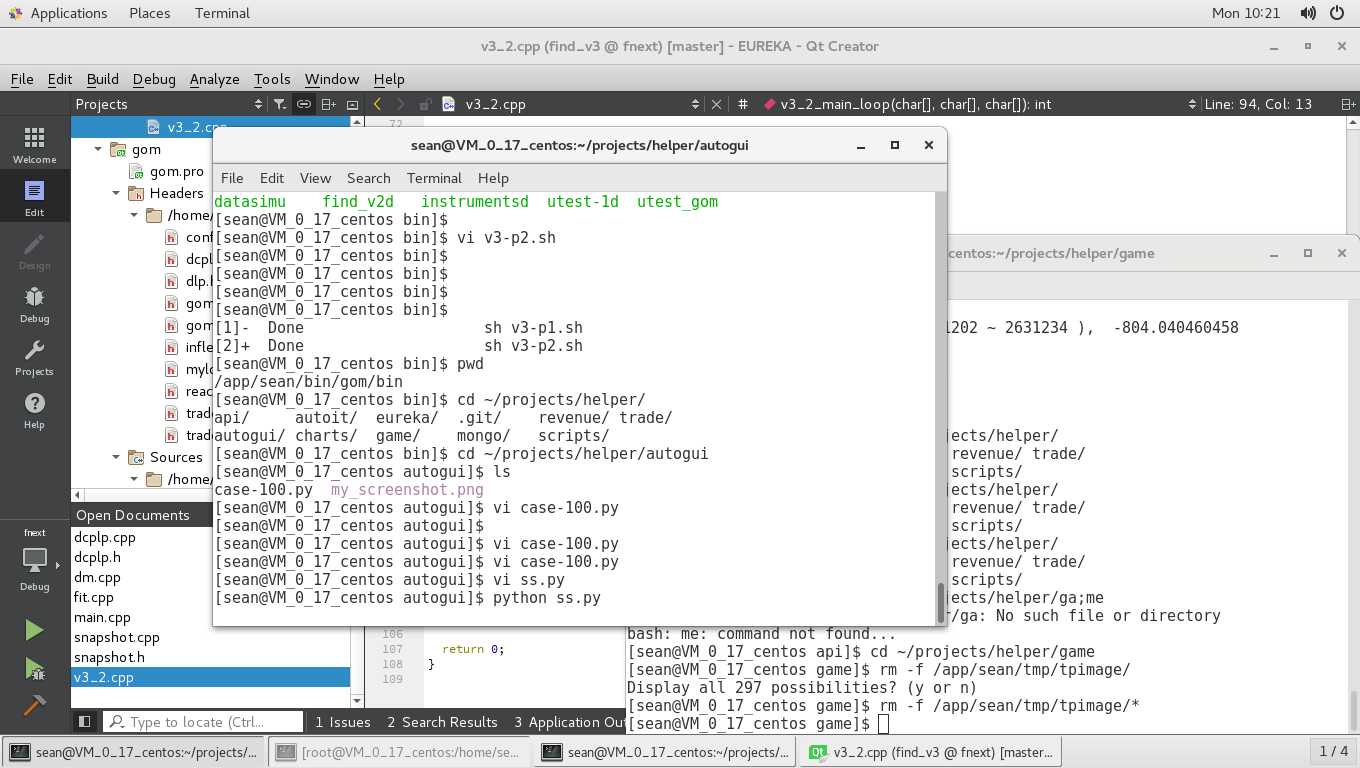 Applications Places Terminal Mon 10:21
v3_2.cpp (find_v3 @ fnext) [master] - EUREKA - Qt Creator
File Edit Build Debug Analyze Tools Window Help
Projects v3_2.cpp # v3_2_main_loop(char[], char[], char[]): int Line: 94, Col: 13
Welcome
Edit
Design
Debug
Projects
Help
fnext
Debug
v3_2.cpp
gom
gom.pro
Headers
/home/
conf
dcpl
dlp.h
gom
gom
infle
mylo
read
trad
trad
Sources
/home/
Open Documents
dcplp.cpp
dcplp.h
dm.cpp
fit.cpp
main.cpp
snapshot.cpp
snapshot.h
v3_2.cpp
72
sean@VM_0_17_centos:~/projects/helper/autogui
File Edit View Search Terminal Help
datasimu find_v2d instrumentsd utest-1d utest_gom
[sean@VM_0_17_centos bin]$
[sean@VM_0_17_centos bin]$ vi v3-p2.sh
[sean@VM_0_17_centos bin]$
[sean@VM_0_17_centos bin]$
[sean@VM_0_17_centos bin]$
[sean@VM_0_17_centos bin]$
[1]- Done sh v3-p1.sh
[2]+ Done sh v3-p2.sh
[sean@VM_0_17_centos bin]$ pwd
/app/sean/bin/gom/bin
[sean@VM_0_17_centos bin]$ cd ~/projects/helper/
api/ autoit/ eureka/ .git/ revenue/ trade/
autogui/ charts/ game/ mongo/ scripts/
[sean@VM_0_17_centos bin]$ cd ~/projects/helper/autogui
[sean@VM_0_17_centos autogui]$ ls
case-100.py my_screenshot.png
[sean@VM_0_17_centos autogui]$ vi case-100.py
[sean@VM_0_17_centos autogui]$
[sean@VM_0_17_centos autogui]$ vi case-100.py
[sean@VM_0_17_centos autogui]$ vi case-100.py
[sean@VM_0_17_centos autogui]$ vi ss.py
[sean@VM_0_17_centos autogui]$ python ss.py
106
107 return 0;
108 }
109
centos:~/projects/helper/game
1202 ~ 2631234 ), -804.040460458
jects/helper/
revenue/ trade/
scripts/
jects/helper/
revenue/ trade/
scripts/
jects/helper/
revenue/ trade/
scripts/
jects/helper/ga;me
r/ga: No such file or directory
bash: me: command not found...
[sean@VM_0_17_centos api]$ cd ~/projects/helper/game
[sean@VM_0_17_centos game]$ rm -f /app/sean/tmp/tpimage/
Display all 297 possibilities? (y or n)
[sean@VM_0_17_centos game]$ rm -f /app/sean/tmp/tpimage/*
[sean@VM_0_17_centos game]$
Type to locate (Ctrl... 1 Issues 2 Search Results 3 Application Ou
sean@VM_0_17_centos:~/projects/... [root@VM_0_17_centos:/home/se... sean@VM_0_17_centos:~/projects/... v3_2.cpp (find_v3 @ fnext) [master... 1 / 4